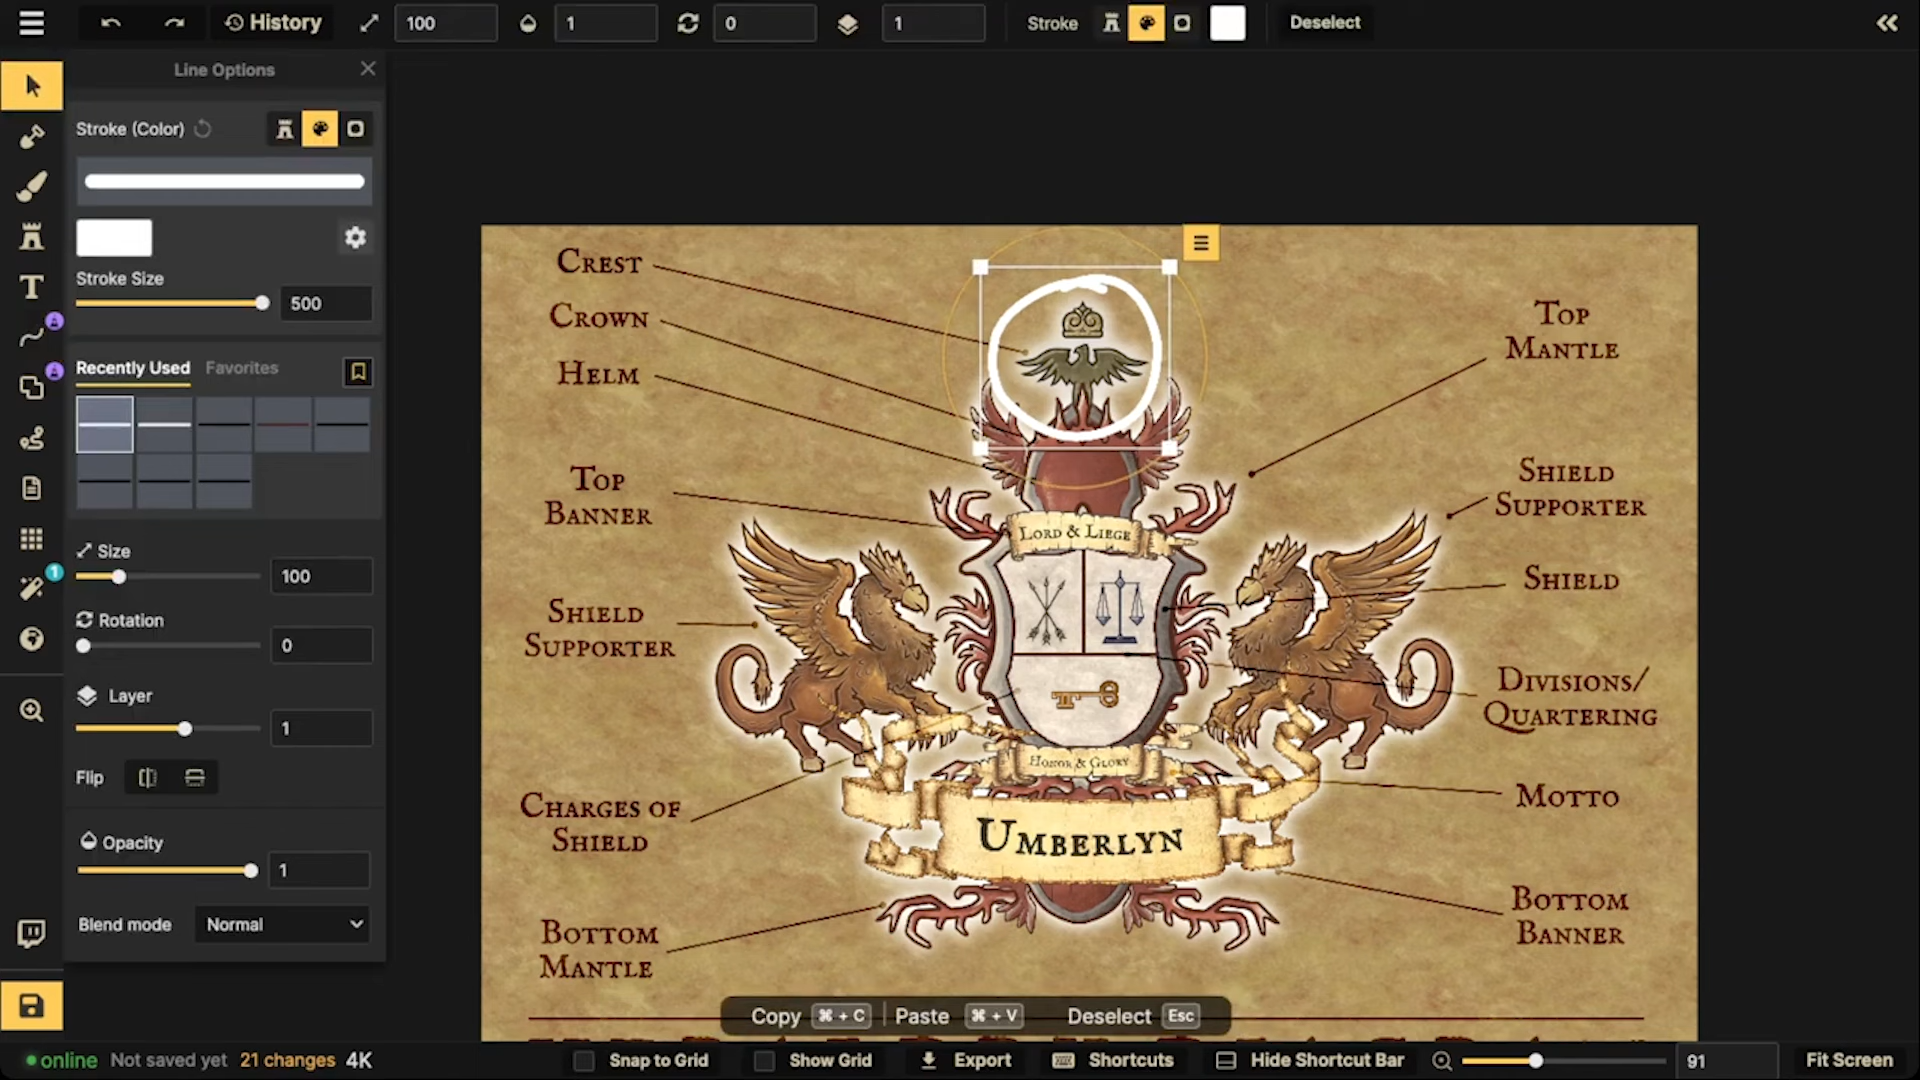 History
100
1
0
1
Stroke
Deselect
Line Options
Stroke (Color)
Stroke Size
500
Recently Used
Favorites
Size
100
Rotation
0
Layer
1
Flip
Opacity
1
Blend mode
Normal
T
1
Crest
Crown
Helm
Top
Banner
Shield
Supporter
Charges of
Shield
Bottom
Mantle
Lord & Liege
Honor & Glory
Umberlyn
Top
Mantle
Shield
Supporter
Shield
Divisions/
Quartering
Motto
Bottom
Banner
Copy ⌘ + C Paste ⌘ + V Deselect Esc
online Not saved yet 21 changes 4K
Snap to Grid
Show Grid
Export
Shortcuts
Hide Shortcut Bar
91
Fit Screen